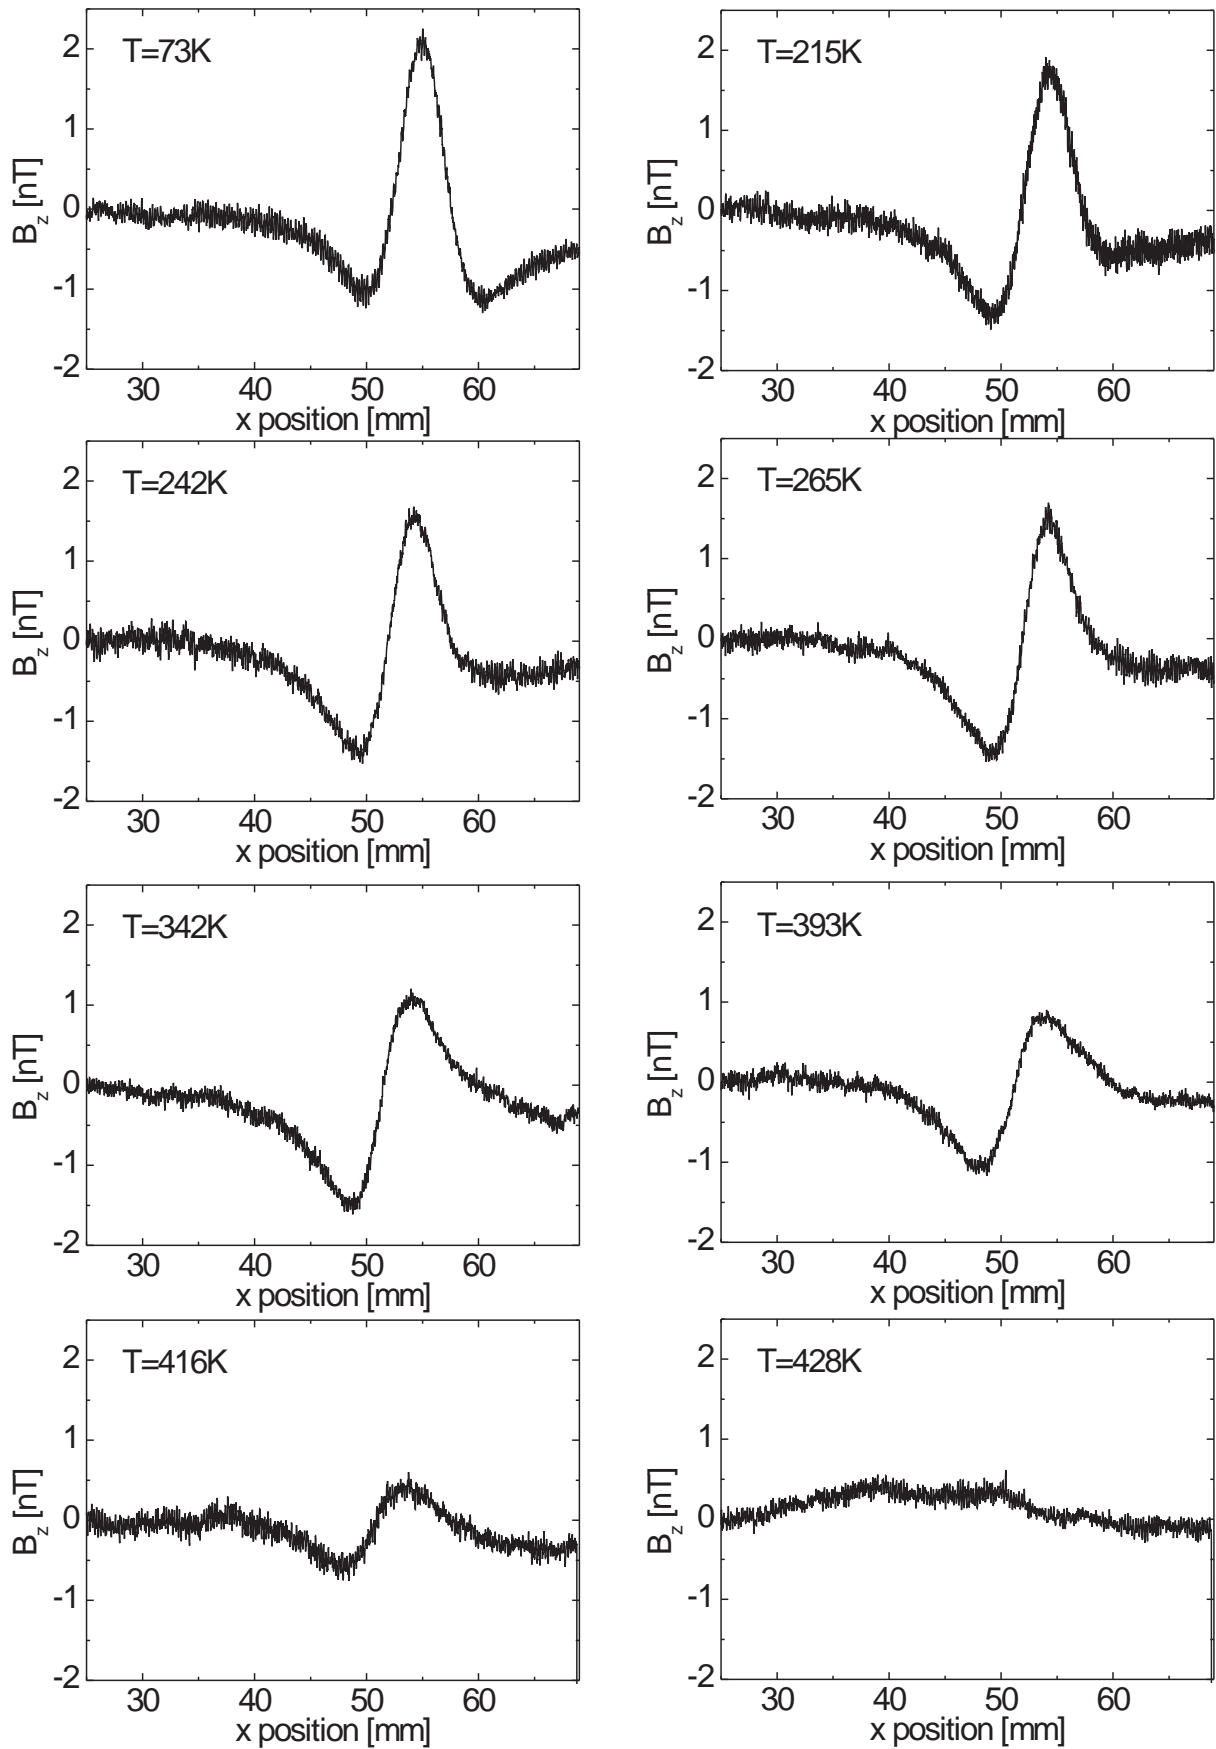 T=73K
B_z [nT]
2
1
0
-1
-2
30 40 50 60
x position [mm]
T=215K
B_z [nT]
2
1
0
-1
-2
30 40 50 60
x position [mm]
T=242K
B_z [nT]
2
1
0
-1
-2
30 40 50 60
x position [mm]
T=265K
B_z [nT]
2
1
0
-1
-2
30 40 50 60
x position [mm]
T=342K
B_z [nT]
2
1
0
-1
-2
30 40 50 60
x position [mm]
T=393K
B_z [nT]
2
1
0
-1
-2
30 40 50 60
x position [mm]
T=416K
B_z [nT]
2
1
0
-1
-2
30 40 50 60
x position [mm]
T=428K
B_z [nT]
2
1
0
-1
-2
30 40 50 60
x position [mm]